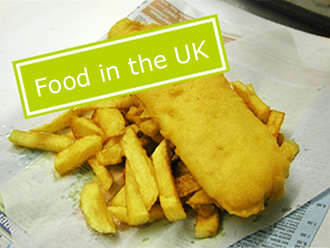 Food in the UK